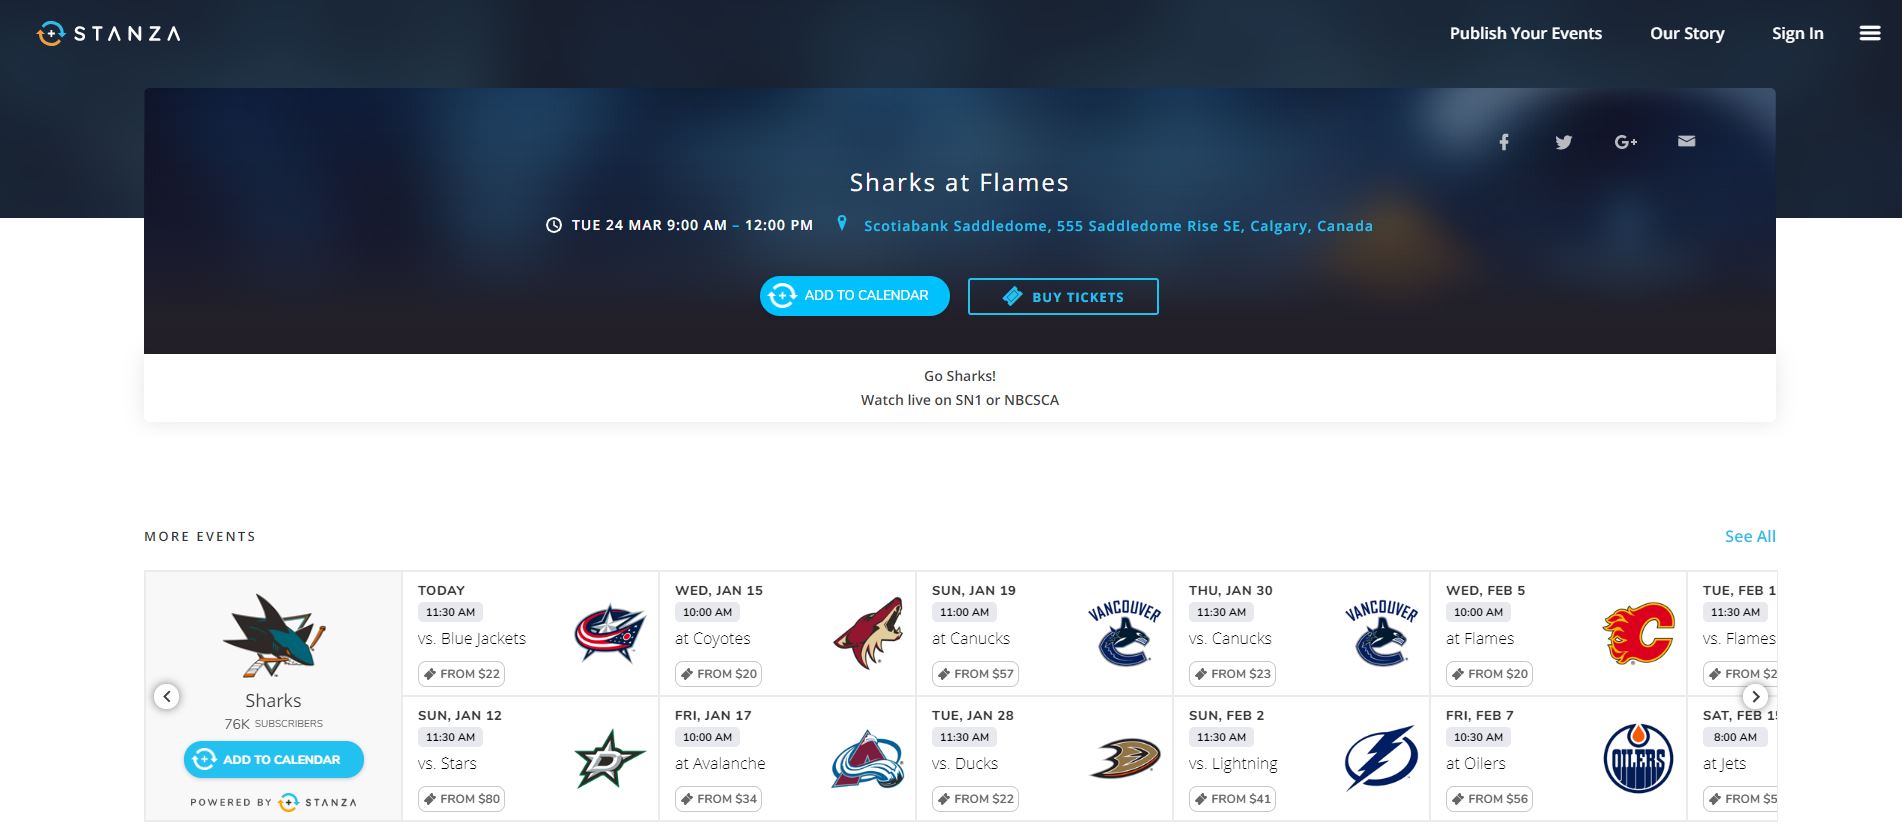 STANZA
Publish Your Events
Our Story
Sign In
Sharks at Flames
TUE 24 MAR 9:00 AM – 12:00 PM
Scotiabank Saddledome, 555 Saddledome Rise SE, Calgary, Canada
ADD TO CALENDAR
BUY TICKETS
Go Sharks!
Watch live on SN1 or NBCSCA
MORE EVENTS
See All
Sharks
76K SUBSCRIBERS
ADD TO CALENDAR
POWERED BY STANZA
TODAY
11:30 AM
vs. Blue Jackets
FROM $22
WED, JAN 15
10:00 AM
at Coyotes
FROM $20
SUN, JAN 19
11:00 AM
at Canucks
FROM $57
VANCOUVER
THU, JAN 30
11:30 AM
vs. Canucks
FROM $23
VANCOUVER
WED, FEB 5
10:00 AM
at Flames
FROM $20
TUE, FEB 1
11:30 AM
vs. Flames
FROM $2
SUN, JAN 12
11:30 AM
vs. Stars
FROM $80
FRI, JAN 17
10:00 AM
at Avalanche
FROM $34
TUE, JAN 28
11:30 AM
vs. Ducks
FROM $22
SUN, FEB 2
11:30 AM
vs. Lightning
FROM $41
FRI, FEB 7
10:30 AM
at Oilers
FROM $56
OILERS
SAT, FEB 1
8:00 AM
at Jets
FROM $5